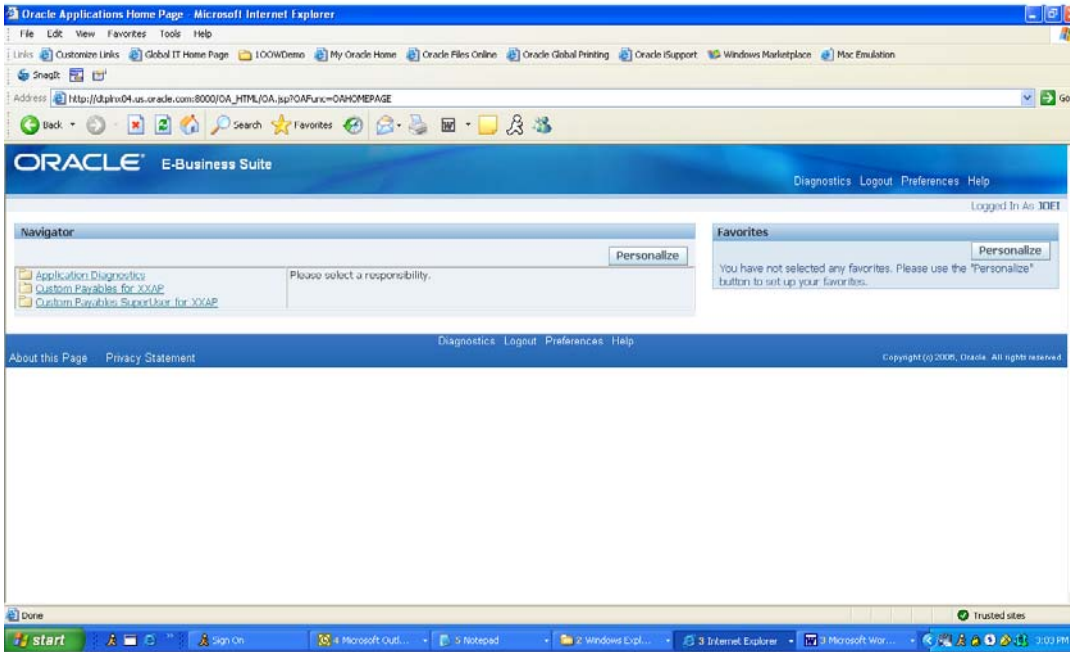 Oracle Applications Home Page - Microsoft Internet Explorer
File Edit View Favorites Tools Help
Links Customize Links Global IT Home Page 1OOWDemo My Oracle Home Oracle Files Online Oracle Global Printing Oracle iSupport Windows Marketplace Mac Emulation
SnagIt
Address http://dlpinx04.us.oracle.com:8000/OA_HTML/OA.jsp?OAFunc=OAHOMEPAGE Go
Back Search Favorites
ORACLE E-Business Suite
Diagnostics Logout Preferences Help
Logged In As
Navigator
Personalize
Application Diagnostics
Custom Payables for XXAP
Custom Payables SuperUser for XXAP
Please select a responsibility.
Favorites
Personalize
You have not selected any favorites. Please use the "Personalize"
button to set up your favorites.
Diagnostics Logout Preferences Help
About this Page Privacy Statement
Copyright (c) 2006, Oracle. All rights reserved.
Done Trusted sites
start Sign On 4 Microsoft Outl... 5 Notepad 2 Windows Expl... 3 Internet Explorer 3 Microsoft Wor... 3:03 PM